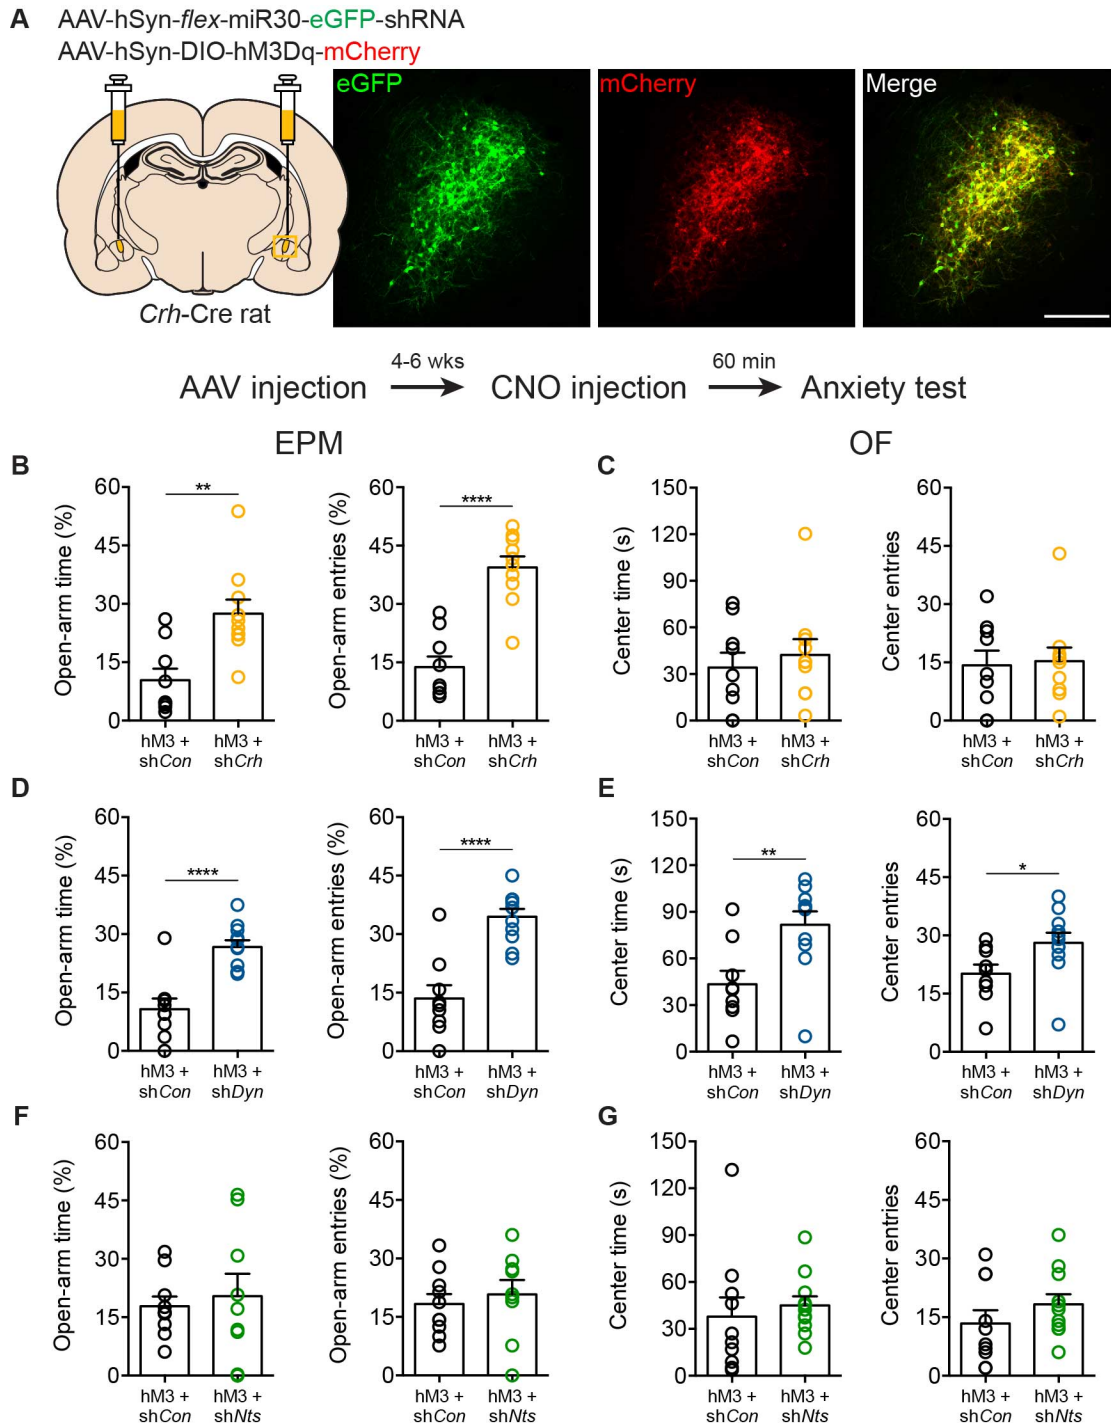 A
AAV-hSyn-flex-miR30-eGFP-shRNA
AAV-hSyn-DIO-hM3Dq-mCherry
eGFP
mCherry
Merge
Crh-Cre rat
AAV injection 4-6 wks CNO injection 60 min Anxiety test
EPM
OF
B
Open-arm time (%)
60
45
30
15
0
**
hM3 + shCon
hM3 + shCrh
Open-arm entries (%)
60
45
30
15
0
****
hM3 + shCon
hM3 + shCrh
C
Center time (s)
150
120
90
60
30
0
hM3 + shCon
hM3 + shCrh
Center entries
60
45
30
15
0
hM3 + shCon
hM3 + shCrh
D
Open-arm time (%)
60
45
30
15
0
****
hM3 + shCon
hM3 + shDyn
Open-arm entries (%)
60
45
30
15
0
****
hM3 + shCon
hM3 + shDyn
E
Center time (s)
150
120
90
60
30
0
**
hM3 + shCon
hM3 + shDyn
Center entries
60
45
30
15
0
*
hM3 + shCon
hM3 + shDyn
F
Open-arm time (%)
60
45
30
15
0
hM3 + shCon
hM3 + shNts
Open-arm entries (%)
60
45
30
15
0
hM3 + shCon
hM3 + shNts
G
Center time (s)
150
120
90
60
30
0
hM3 + shCon
hM3 + shNts
Center entries
60
45
30
15
0
hM3 + shCon
hM3 + shNts